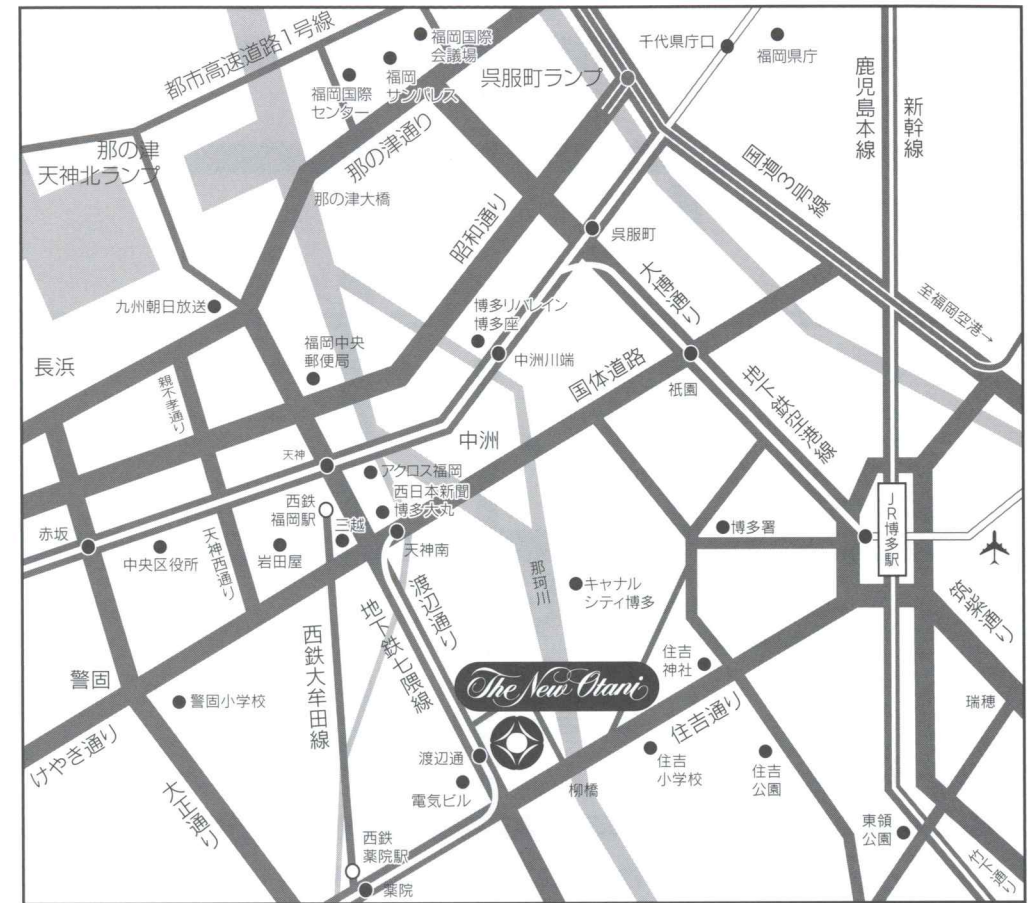 都市高速道路1号線
福岡国際
会議場
福岡
サンパレス
福岡国際
センター
呉服町ランプ
千代県庁口
福岡県庁
鹿児島本線
新幹線
那の津
天神北ランプ
那の津通り
那の津大橋
昭和通り
国道3号線
呉服町
大博通り
九州朝日放送
博多リバレイン
博多座
至福岡空港→
福岡中央
郵便局
中洲川端
長浜
親不孝通り
国体道路
祇園
地下鉄空港線
中洲
天神
アクロス福岡
西日本新聞
博多大丸
西鉄
福岡駅
三越
赤坂
中央区役所
天神西通り
岩田屋
天神南
博多署
JR博多駅
那珂川
キャナル
シティ博多
渡辺通り
地下鉄七隈線
西鉄大牟田線
筑紫通り
警固
警固小学校
The New Otani
住吉
神社
住吉通り
瑞穂
けやき通り
渡辺通
住吉
小学校
住吉
公園
大正通り
電気ビル
柳橋
東領
公園
西鉄
薬院駅
薬院
竹下通り